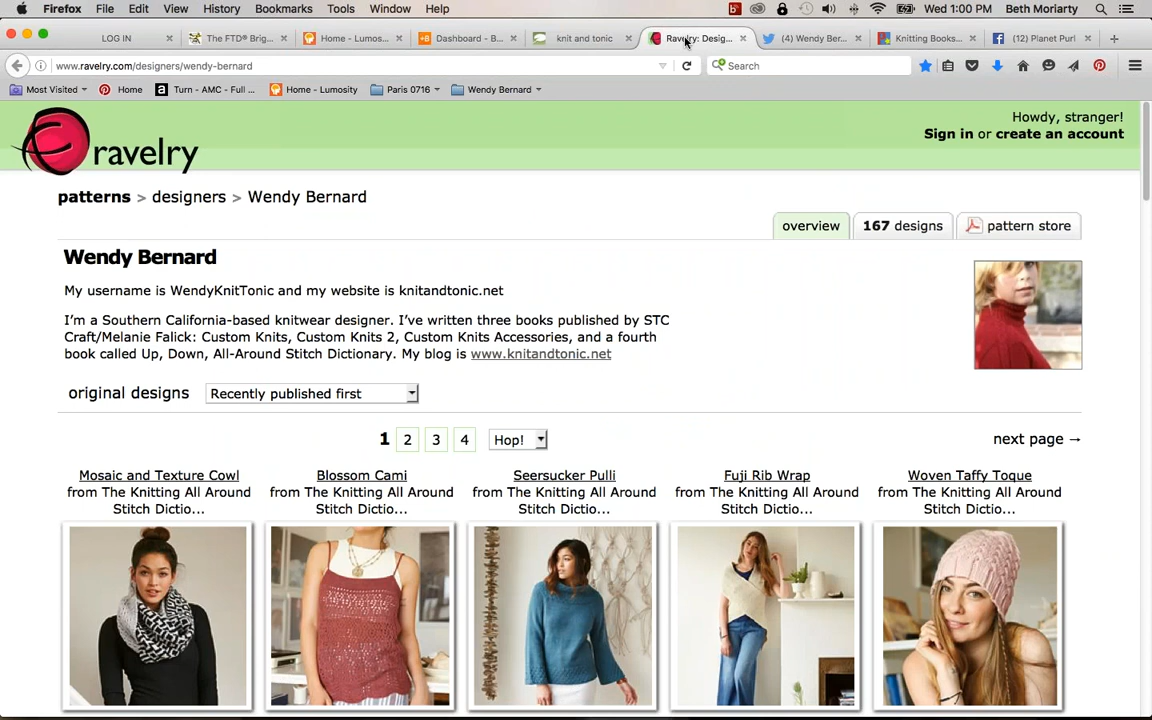 Firefox File Edit View History Bookmarks Tools Window Help Wed 1:00 PM Beth Moriarty
LOG IN The FTD® Brig... Home - Lumos... Dashboard - B... knit and tonic Ravelry: Desig... (4) Wendy Ber... Knitting Books... (12) Planet Purl
www.ravelry.com/designers/wendy-bernard Search
Most Visited Home Turn - AMC - Full ... Home - Lumosity Paris 0716 Wendy Bernard
Howdy, stranger!
Sign in or create an account
ravelry
patterns > designers > Wendy Bernard
overview 167 designs pattern store
Wendy Bernard
My username is WendyKnitTonic and my website is knitandtonic.net
I'm a Southern California-based knitwear designer. I've written three books published by STC
Craft/Melanie Falick: Custom Knits, Custom Knits 2, Custom Knits Accessories, and a fourth
book called Up, Down, All-Around Stitch Dictionary. My blog is www.knitandtonic.net
original designs Recently published first
1 2 3 4 Hop! next page →
Mosaic and Texture Cowl Blossom Cami Seersucker Pulli Fuji Rib Wrap Woven Taffy Toque
from The Knitting All Around from The Knitting All Around from The Knitting All Around from The Knitting All Around from The Knitting All Around
Stitch Dictio... Stitch Dictio... Stitch Dictio... Stitch Dictio... Stitch Dictio...